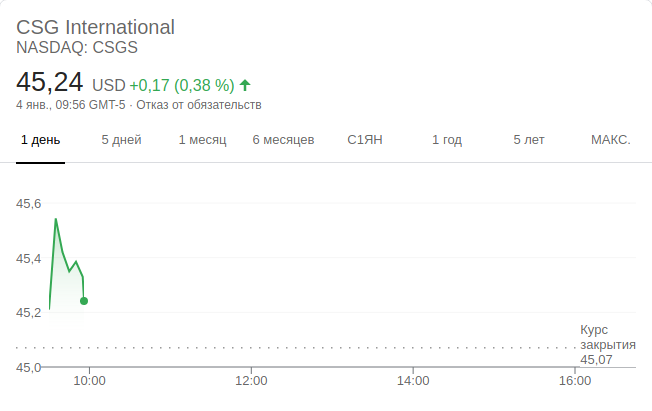 CSG International
NASDAQ: CSGS
45,24 USD +0,17 (0,38 %)
4 янв., 09:56 GMT-5 · Отказ от обязательств
1 день 5 дней 1 месяц 6 месяцев С1ЯН 1 год 5 лет МАКС.
45,6
45,4
45,2
Курс
закрытия
45,07
45,0
10:00 12:00 14:00 16:00